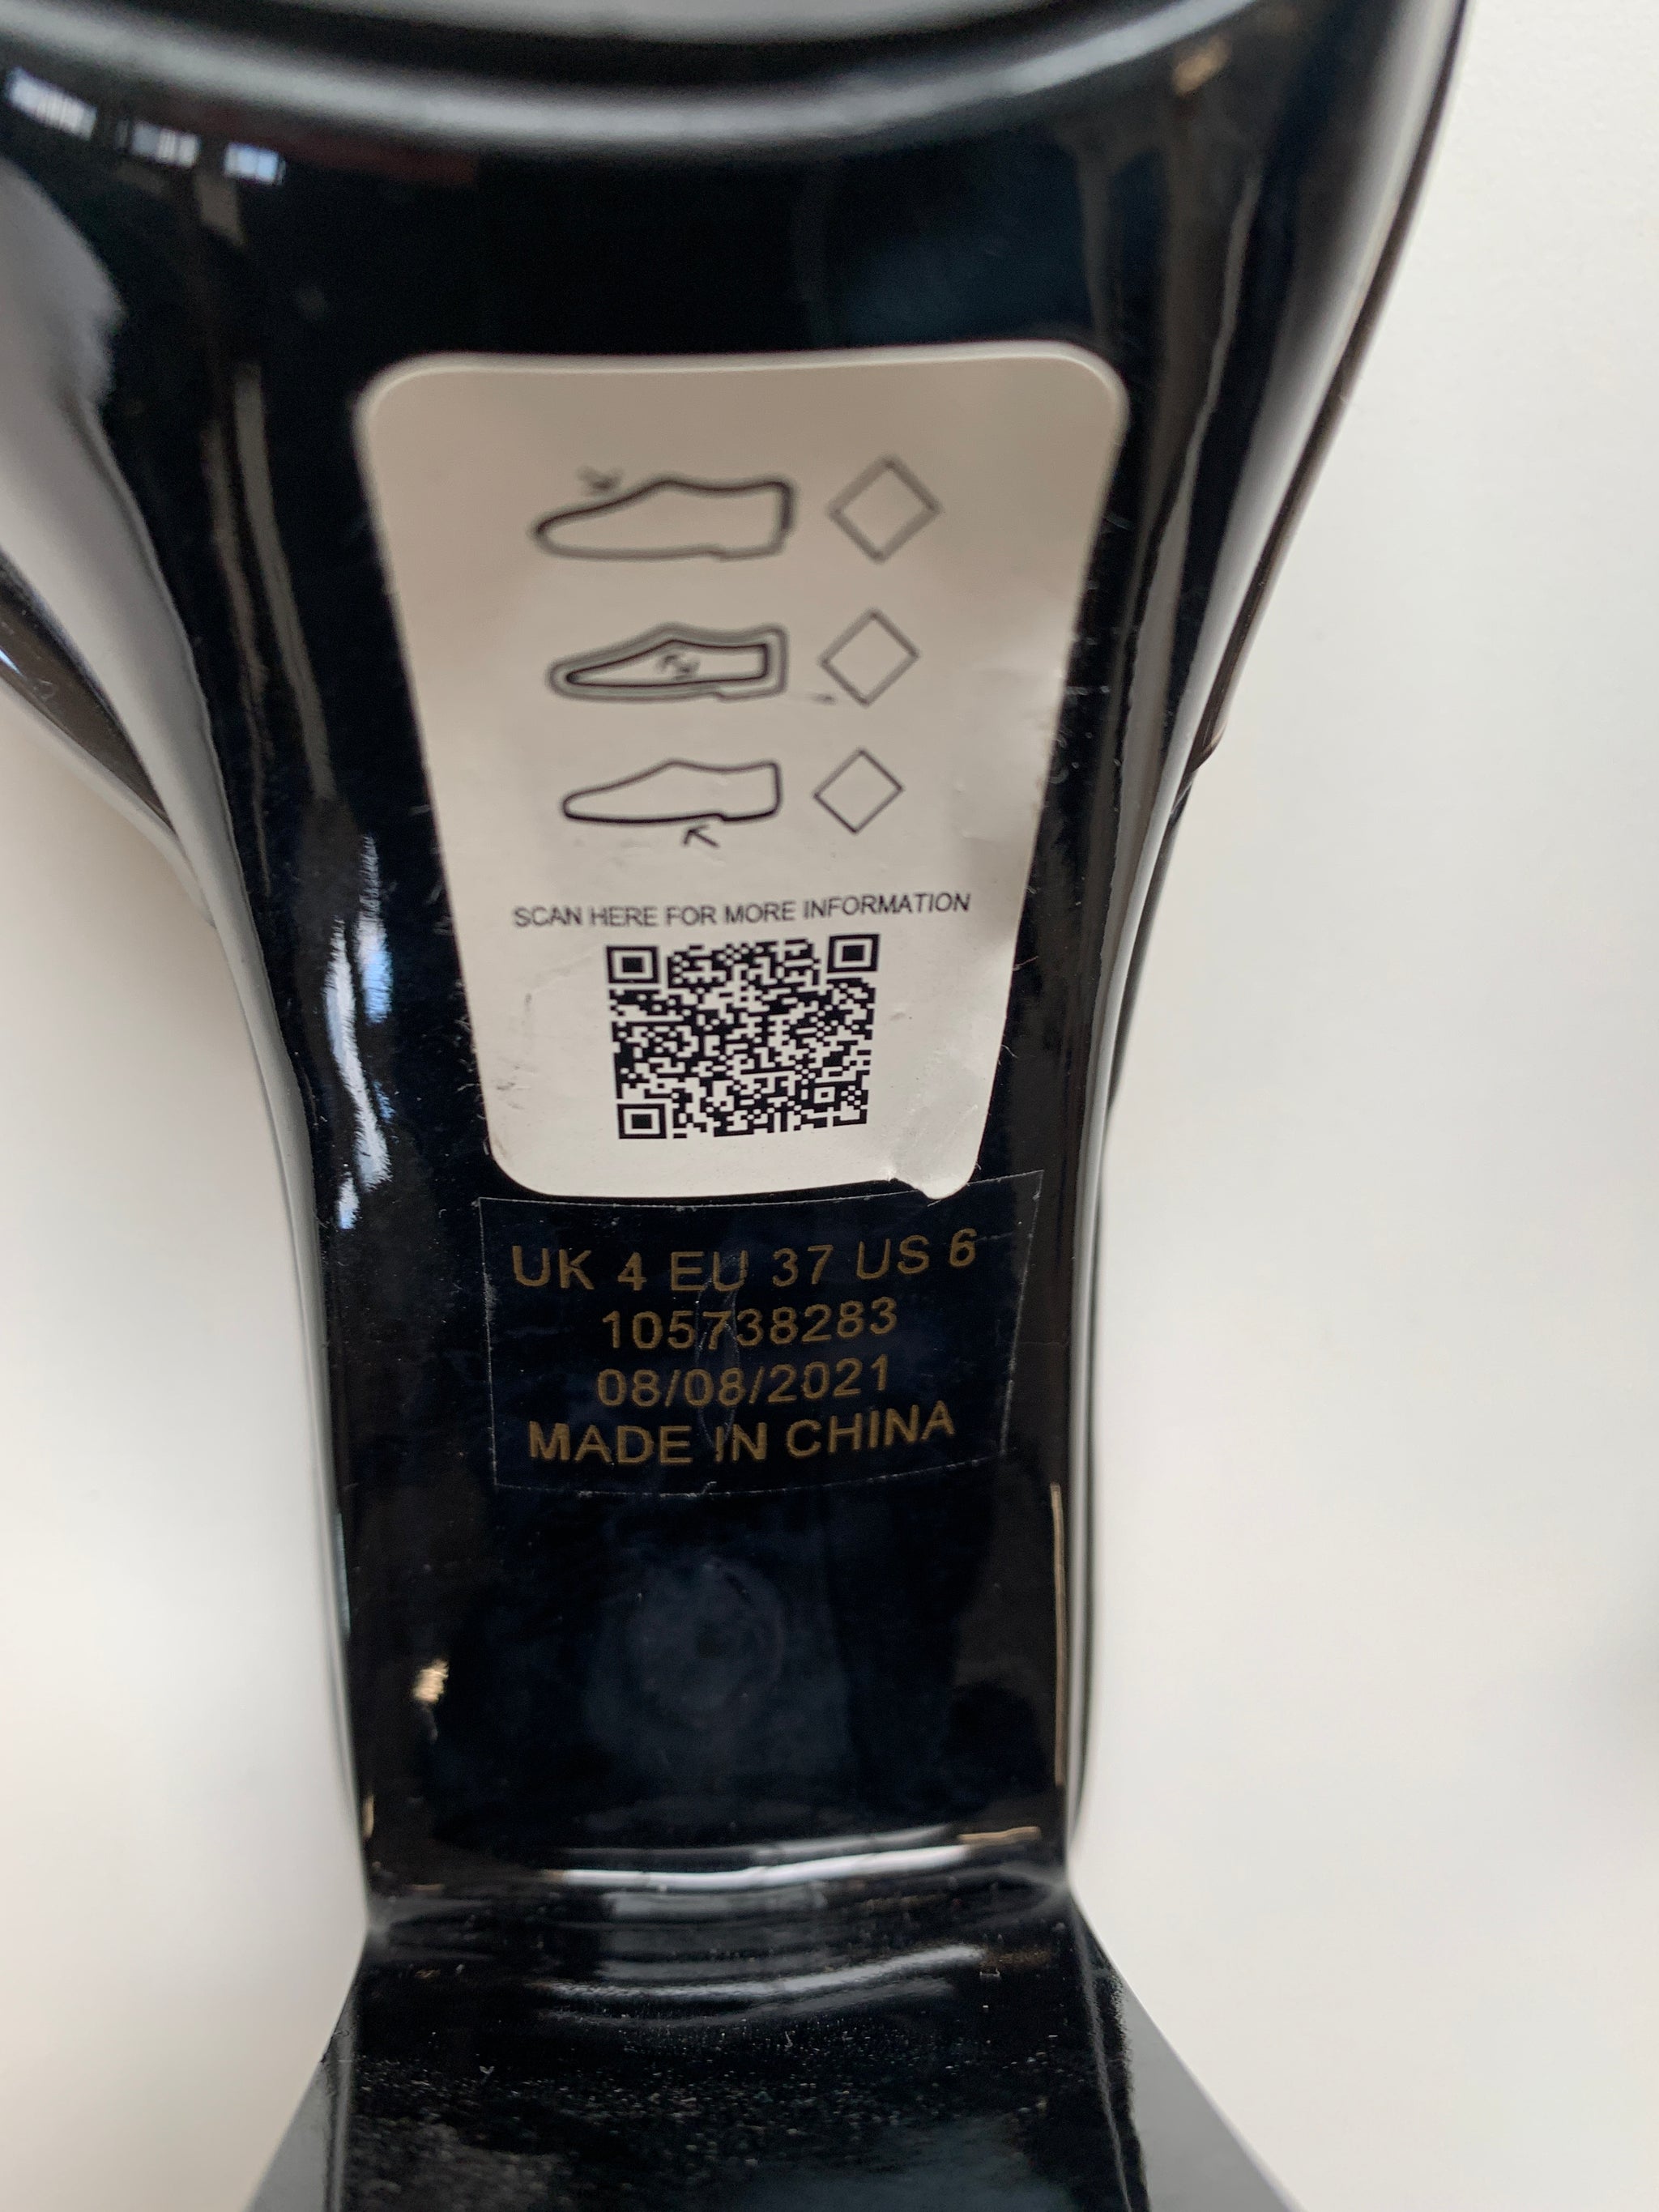 SCAN HERE FOR MORE INFORMATION
UK 4 EU 37 US 6
105738283
08/08/2021
MADE IN CHINA